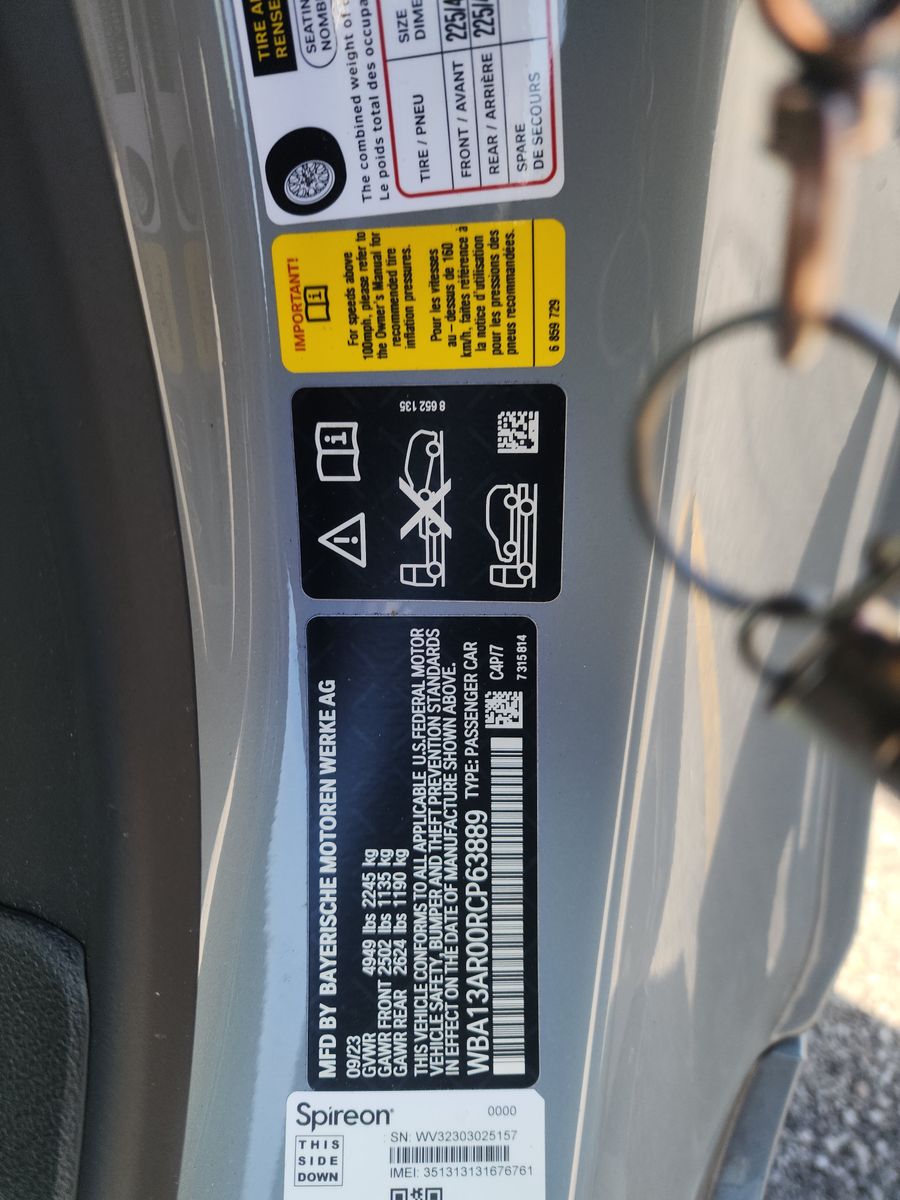 TIRE A
RENSE
SEATIN
NOMB
The combined weight of
Le poids total des occupa
TIRE / PNEU
SIZE
DIME
FRONT / AVANT
225/4
REAR / ARRIÈRE
225/
SPARE
DE SECOURS
IMPORTANT!
For speeds above
100mph, please refer to
the Owner's Manual for
recommended tire
inflation pressures.
Pour les vitesses
au – dessus de 160
km/h, faites référence à
la notice d'utilisation
pour les pressions des
pneus recommandées.
6 859 729
8 652 135
MFD BY BAYERISCHE MOTOREN WERKE AG
09/23
GVWR 4949 lbs 2245 kg
GAWR FRONT 2502 lbs 1135 kg
GAWR REAR 2624 lbs 1190 kg
THIS VEHICLE CONFORMS TO ALL APPLICABLE U.S.FEDERAL MOTOR
VEHICLE SAFETY, BUMPER AND THEFT PREVENTION STANDARDS
IN EFFECT ON THE DATE OF MANUFACTURE SHOWN ABOVE.
WBA13AR00RCP63889 TYPE: PASSENGER CAR
C4P/7
7 315 814
Spireon®
0000
THIS
SIDE
DOWN
SN: WV32303025157
IMEI: 351313131676761